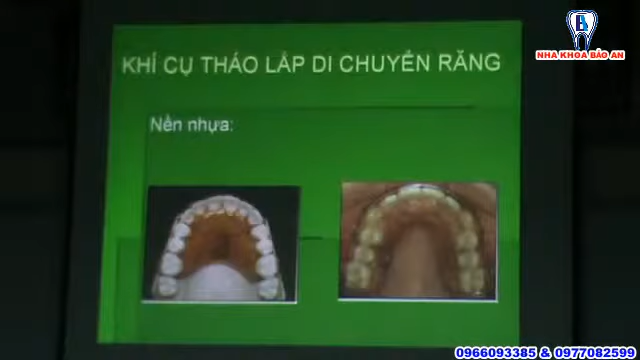 KHÍ CỤ THÁO LẮP DI CHUYỂN RĂNG
NHA KHOA BẢO AN
Nền nhựa:
0966093385 & 0977082599